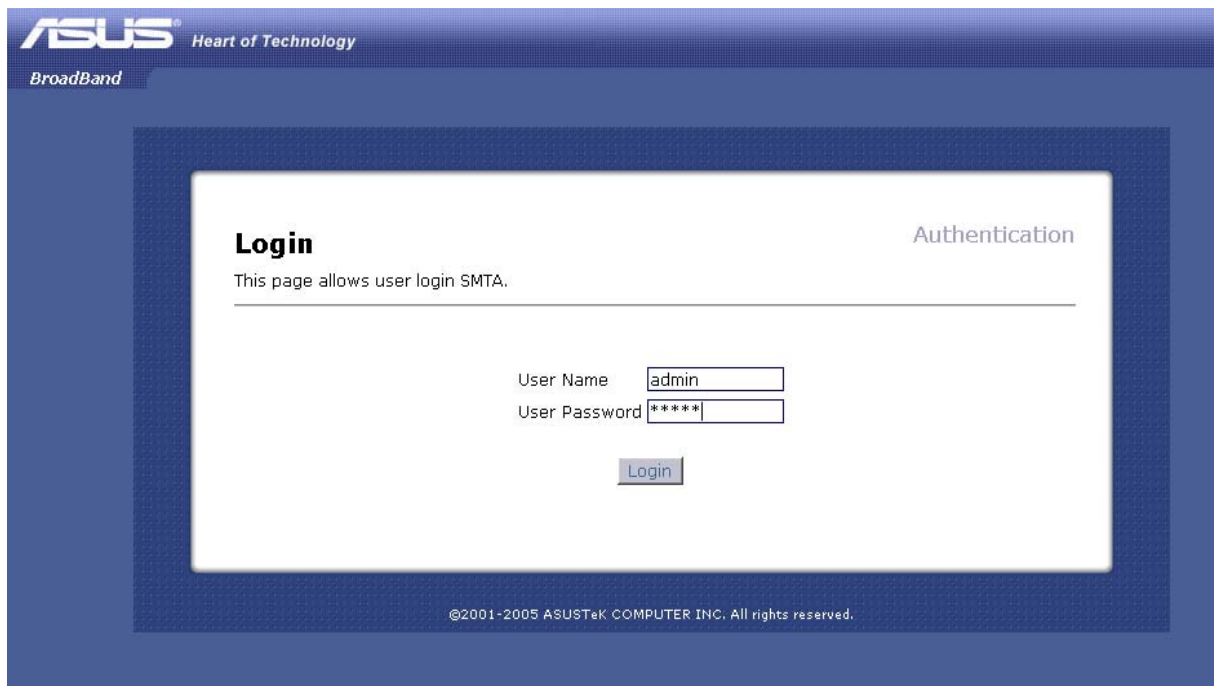 ASUS® Heart of Technology
BroadBand
Login
Authentication
This page allows user login SMTA.
User Name admin
User Password *****
Login
©2001-2005 ASUSTeK COMPUTER INC. All rights reserved.